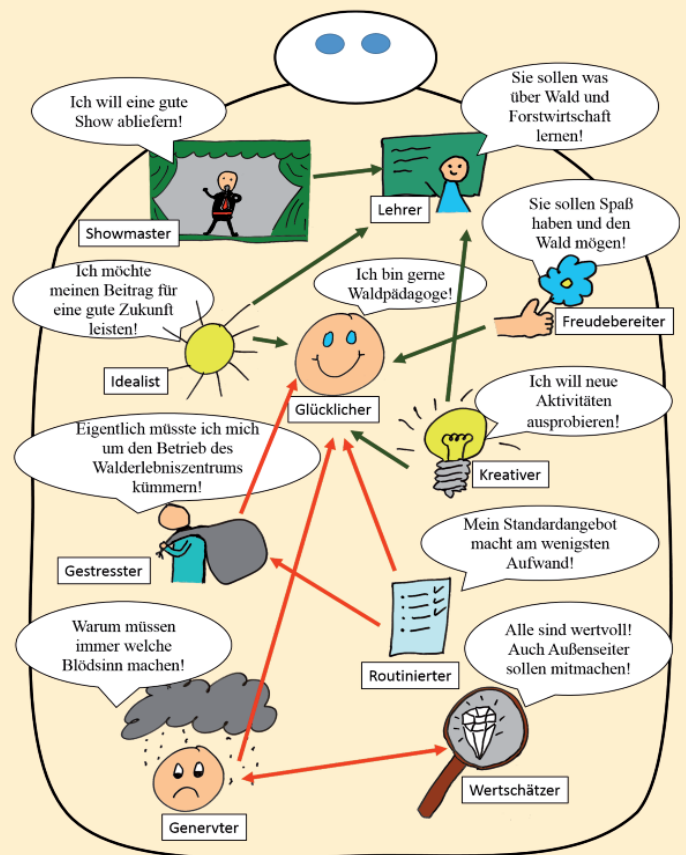 Ich will eine gute
Show abliefern!
Showmaster
Sie sollen was
über Wald und
Forstwirtschaft
lernen!
Lehrer
Sie sollen Spaß
haben und den
Wald mögen!
Freudebereiter
Ich möchte
meinen Beitrag für
eine gute Zukunft
leisten!
Idealist
Ich bin gerne
Waldpädagoge!
Glücklicher
Ich will neue
Aktivitäten
ausprobieren!
Kreativer
Eigentlich müsste ich mich
um den Betrieb des
Walderlebniszentrums
kümmern!
Gestresster
Mein Standardangebot
macht am wenigsten
Aufwand!
Routinierter
Warum müssen
immer welche
Blödsinn machen!
Genervter
Alle sind wertvoll!
Auch Außenseiter
sollen mitmachen!
Wertschätzer